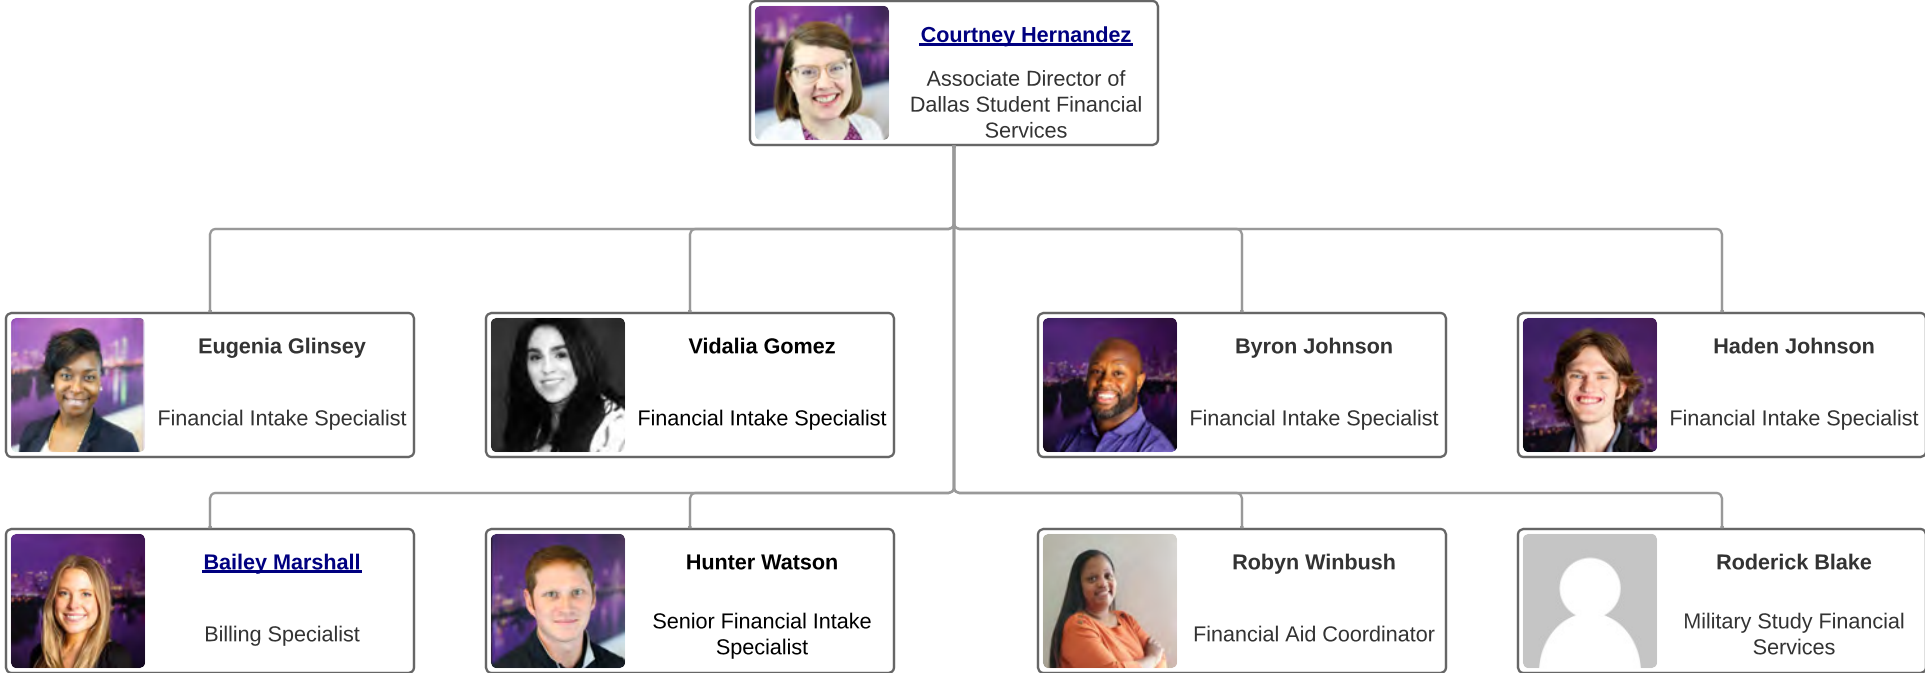 Courtney Hernandez
Associate Director of
Dallas Student Financial
Services
Eugenia Glinsey
Financial Intake Specialist
Vidalia Gomez
Financial Intake Specialist
Byron Johnson
Financial Intake Specialist
Haden Johnson
Financial Intake Specialist
Bailey Marshall
Billing Specialist
Hunter Watson
Senior Financial Intake
Specialist
Robyn Winbush
Financial Aid Coordinator
Roderick Blake
Military Study Financial
Services